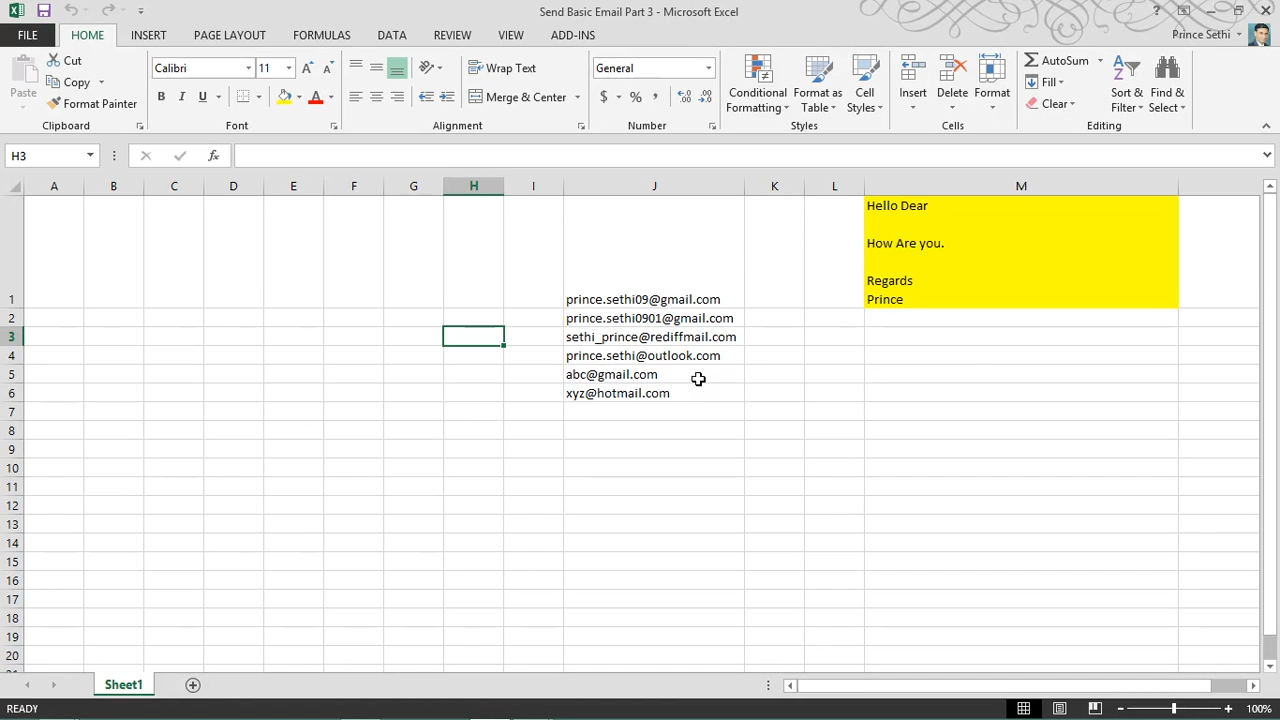 Send Basic Email Part 3 - Microsoft Excel
?
FILE
HOME
INSERT
PAGE LAYOUT
FORMULAS
DATA
REVIEW
VIEW
ADD-INS
Prince Sethi
Paste
Cut
Copy
Format Painter
Clipboard
Calibri
11
B I U
A
Font
Wrap Text
Merge & Center
Alignment
General
$ % ,
Number
Conditional
Formatting
Format as
Table
Cell
Styles
Styles
Insert
Delete
Format
Cells
AutoSum
Fill
Clear
Sort &
Filter
Find &
Select
Editing
H3
fx
A B C D E F G H I J K L M
Hello Dear
How Are you.
Regards
Prince
1 prince.sethi09@gmail.com
2 prince.sethi0901@gmail.com
3 sethi_prince@rediffmail.com
4 prince.sethi@outlook.com
5 abc@gmail.com
6 xyz@hotmail.com
7
8
9
10
11
12
13
14
15
16
17
18
19
20
Sheet1
READY
100%